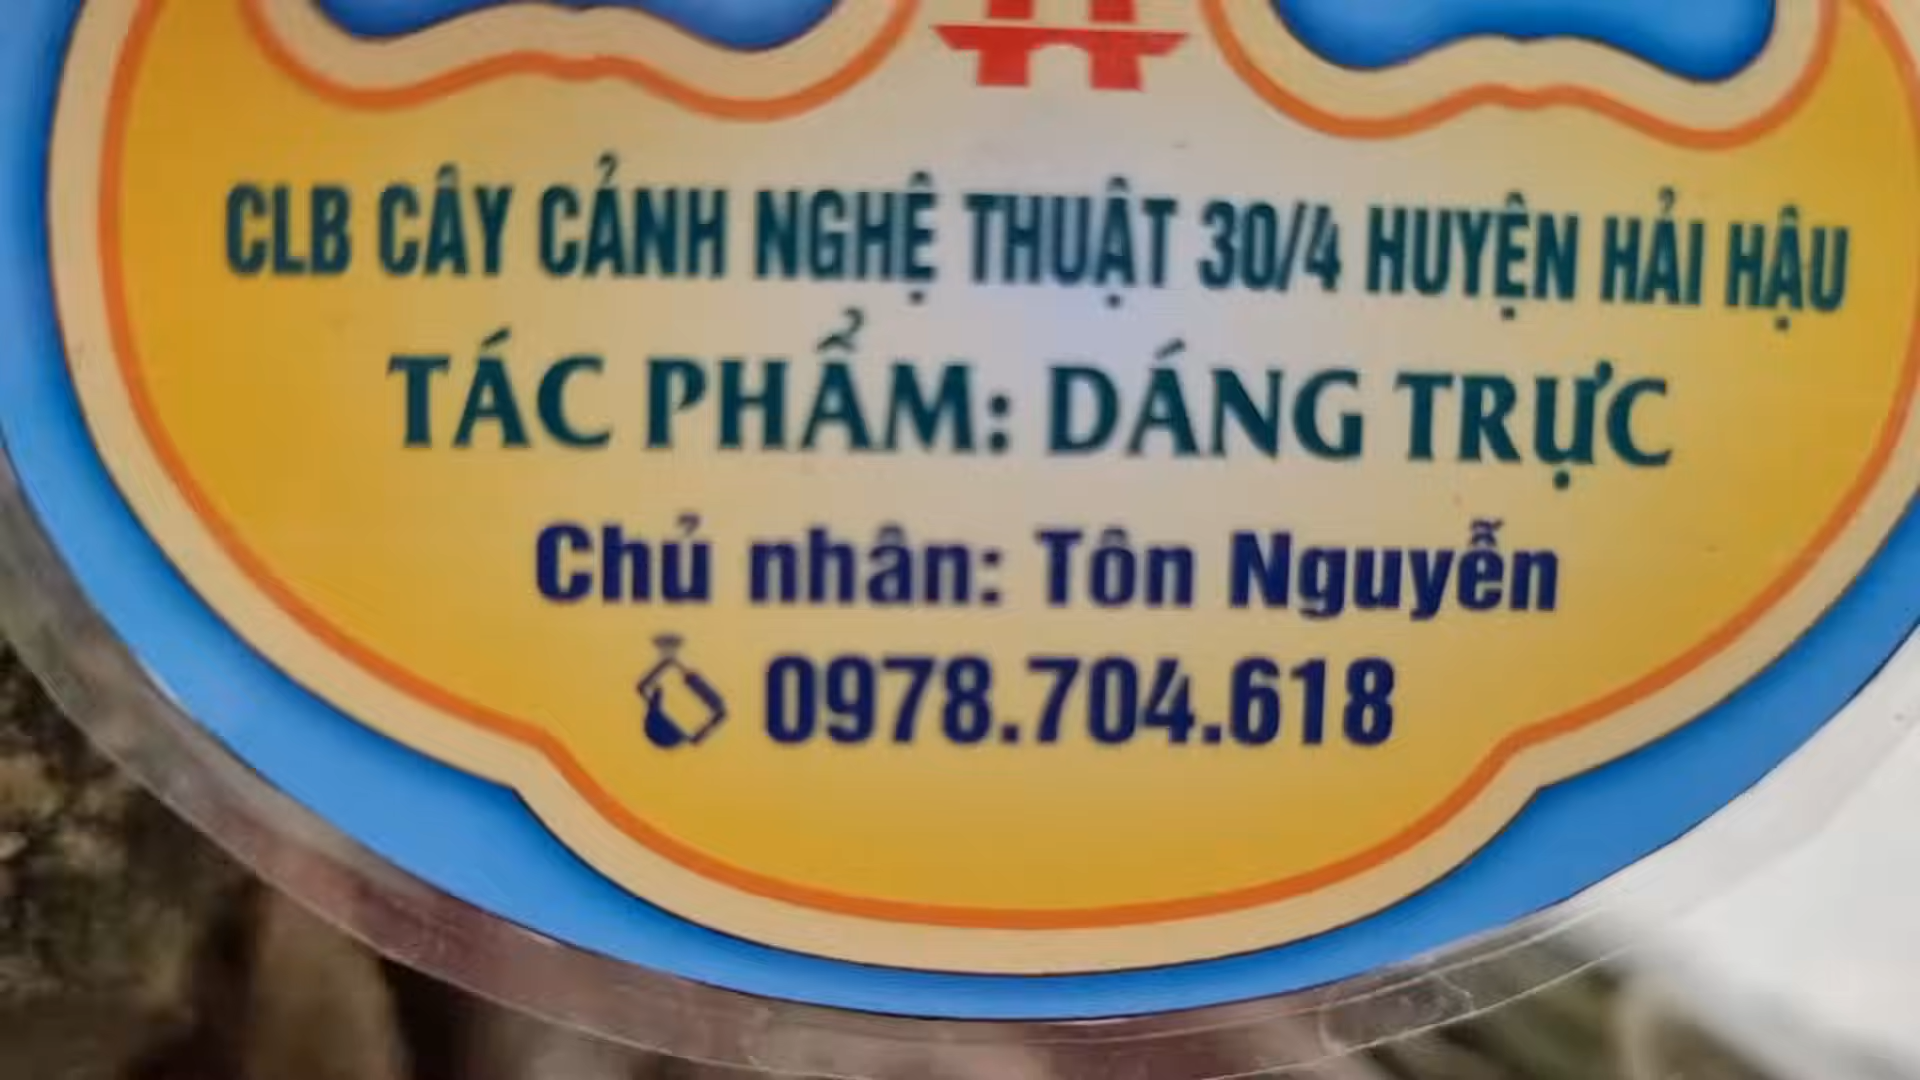 CLB CÂY CẢNH NGHỆ THUẬT 30/4 HUYỆN HẢI HẬU
TÁC PHẨM: DÁNG TRỰC
Chủ nhân: Tôn Nguyễn
0978.704.618